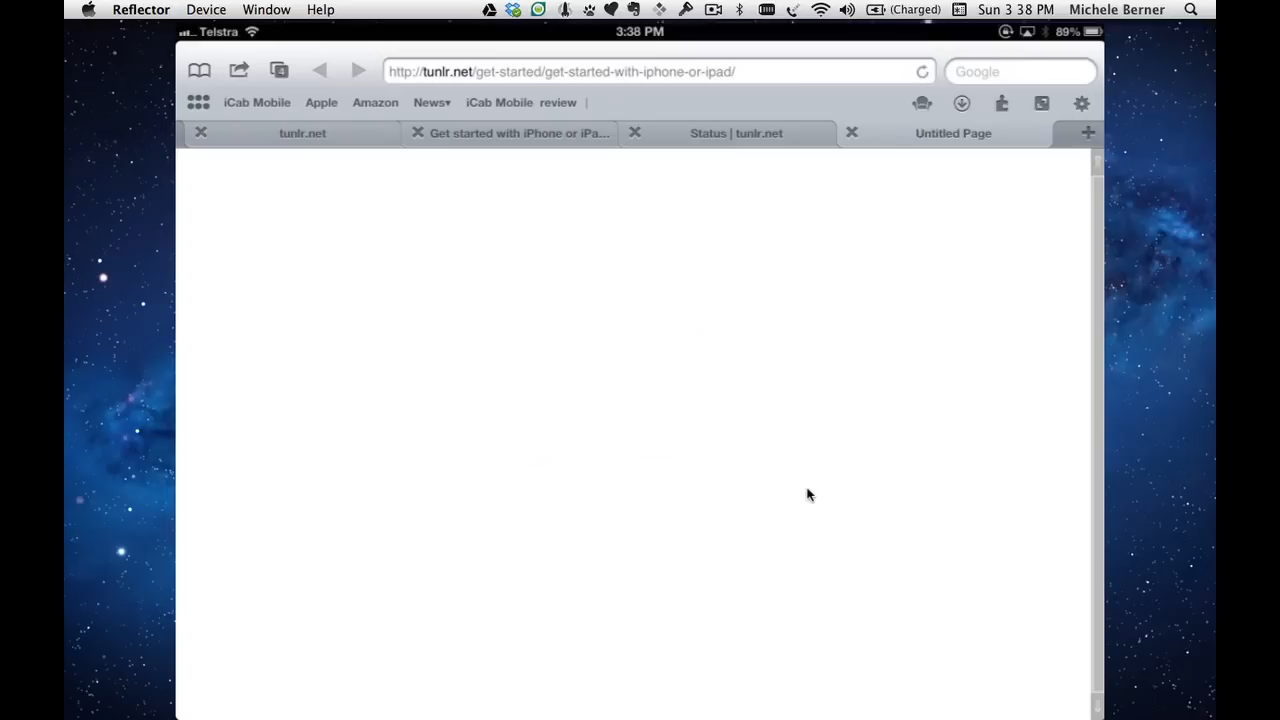 Reflector Device Window Help (Charged) Sun 3 38 PM Michele Berner
Telstra 3:38 PM 89%
4 http://tunlr.net/get-started/get-started-with-iphone-or-ipad/ Google
iCab Mobile Apple Amazon News▾ iCab Mobile review |
tunlr.net Get started with iPhone or iPa... Status | tunlr.net Untitled Page